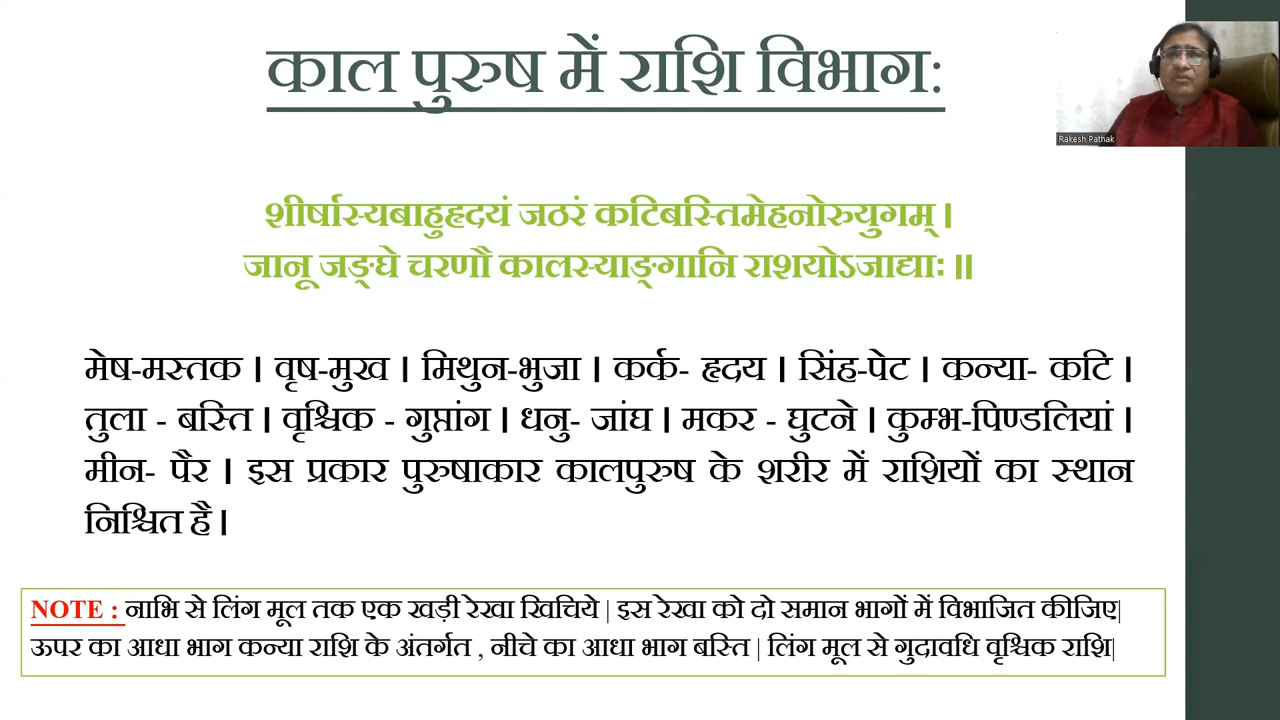 काल पुरुष में राशि विभाग:
Rakesh Pathak
शीर्षास्यबाहुहृदयं जठरं कटिबस्तिमेहनोरुयुगम् ।
जानू जङ्घे चरणौ कालस्याङ्गानि राशयोऽजाद्याः ॥
मेष-मस्तक । वृष-मुख । मिथुन-भुजा । कर्क- हृदय । सिंह-पेट । कन्या- कटि ।
तुला - बस्ति । वृश्चिक - गुप्तांग । धनु- जांघ । मकर - घुटने । कुम्भ-पिण्डलियां ।
मीन- पैर । इस प्रकार पुरुषाकार कालपुरुष के शरीर में राशियों का स्थान
निश्चित है ।
NOTE : नाभि से लिंग मूल तक एक खड़ी रेखा खिचिये | इस रेखा को दो समान भागों में विभाजित कीजिए|
ऊपर का आधा भाग कन्या राशि के अंतर्गत , नीचे का आधा भाग बस्ति | लिंग मूल से गुदावधि वृश्चिक राशि|